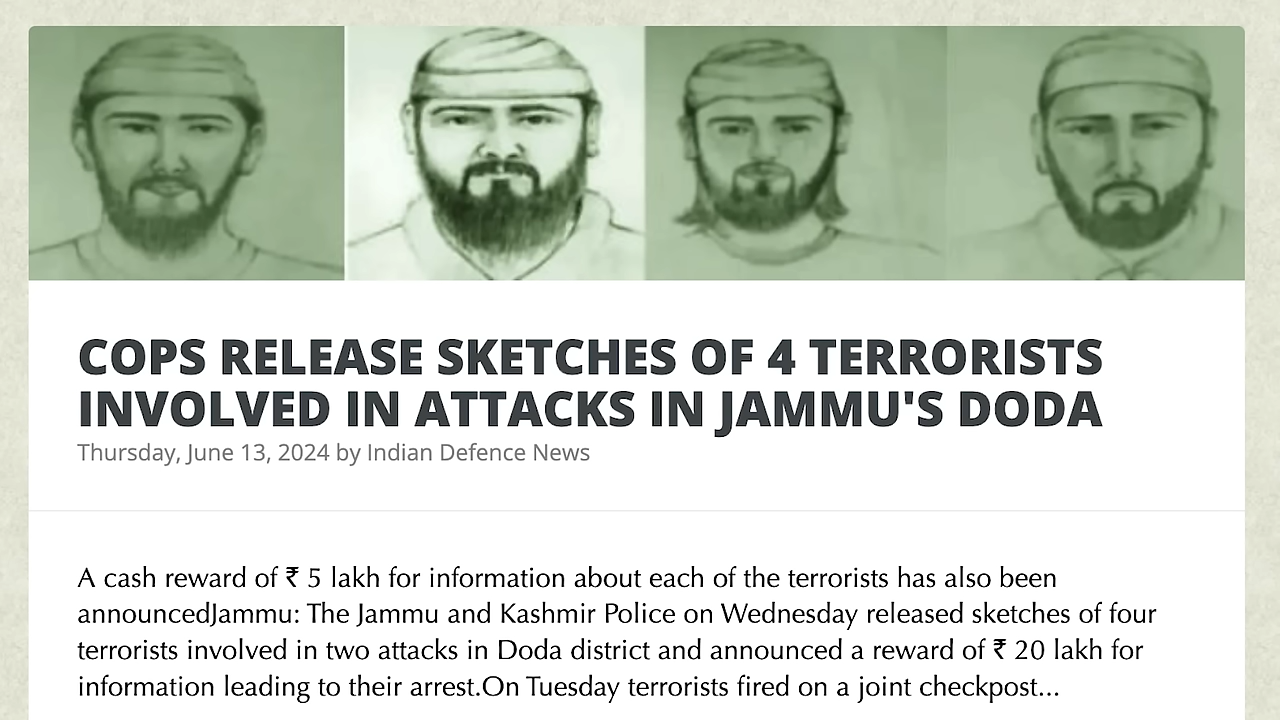 COPS RELEASE SKETCHES OF 4 TERRORISTS
INVOLVED IN ATTACKS IN JAMMU'S DODA
Thursday, June 13, 2024 by Indian Defence News
A cash reward of ₹ 5 lakh for information about each of the terrorists has also been
announcedJammu: The Jammu and Kashmir Police on Wednesday released sketches of four
terrorists involved in two attacks in Doda district and announced a reward of ₹ 20 lakh for
information leading to their arrest.On Tuesday terrorists fired on a joint checkpost...